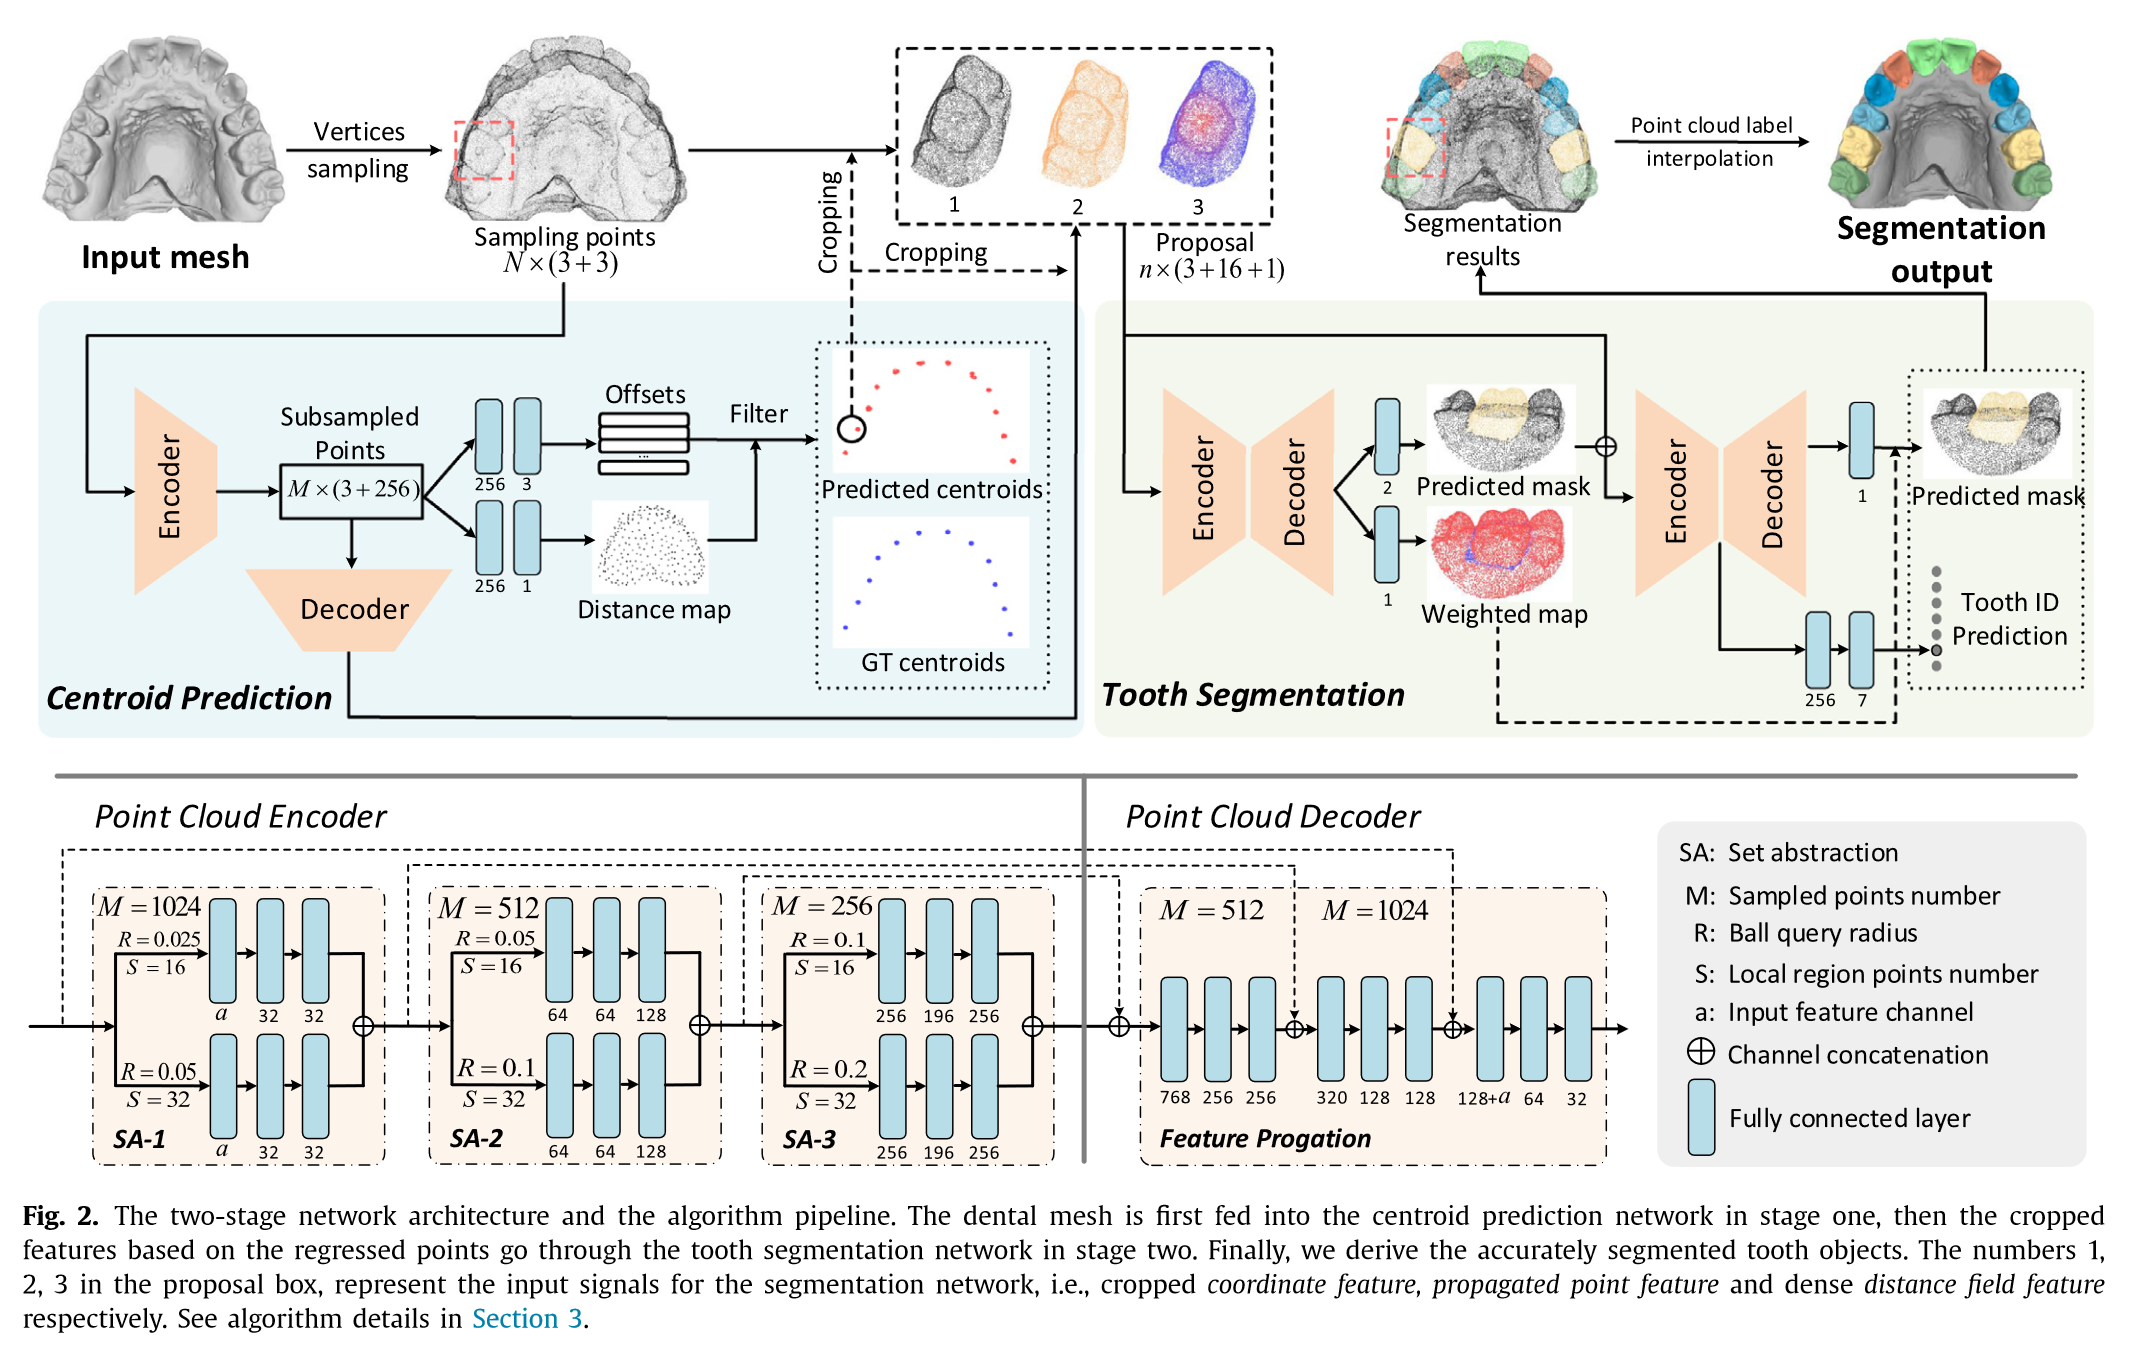 Input mesh
Vertices
sampling
Sampling points
N×(3+3)
Cropping
Cropping
1
2
3
Proposal
n×(3+16+1)
Segmentation
results
Point cloud label
interpolation
Segmentation
output
Encoder
Subsampled
Points
M×(3+256)
Decoder
256
3
256
1
Offsets
...
Filter
Distance map
Predicted centroids
GT centroids
Centroid Prediction
Encoder
Decoder
2
1
Predicted mask
Weighted map
Encoder
Decoder
1
Predicted mask
Tooth ID
Prediction
256
7
Tooth Segmentation
Point Cloud Encoder
Point Cloud Decoder
M=1024
R=0.025
S=16
a
32
32
R=0.05
S=32
SA-1
a
32
32
M=512
R=0.05
S=16
64
64
128
R=0.1
S=32
SA-2
64
64
128
M=256
R=0.1
S=16
256
196
256
R=0.2
S=32
SA-3
256
196
256
M=512
M=1024
768
256
256
320
128
128
128+a
64
32
Feature Progation
SA: Set abstraction
M: Sampled points number
R: Ball query radius
S: Local region points number
a: Input feature channel
⊕ Channel concatenation
Fully connected layer
Fig. 2. The two-stage network architecture and the algorithm pipeline. The dental mesh is first fed into the centroid prediction network in stage one, then the cropped
features based on the regressed points go through the tooth segmentation network in stage two. Finally, we derive the accurately segmented tooth objects. The numbers 1,
2, 3 in the proposal box, represent the input signals for the segmentation network, i.e., cropped coordinate feature, propagated point feature and dense distance field feature
respectively. See algorithm details in Section 3.